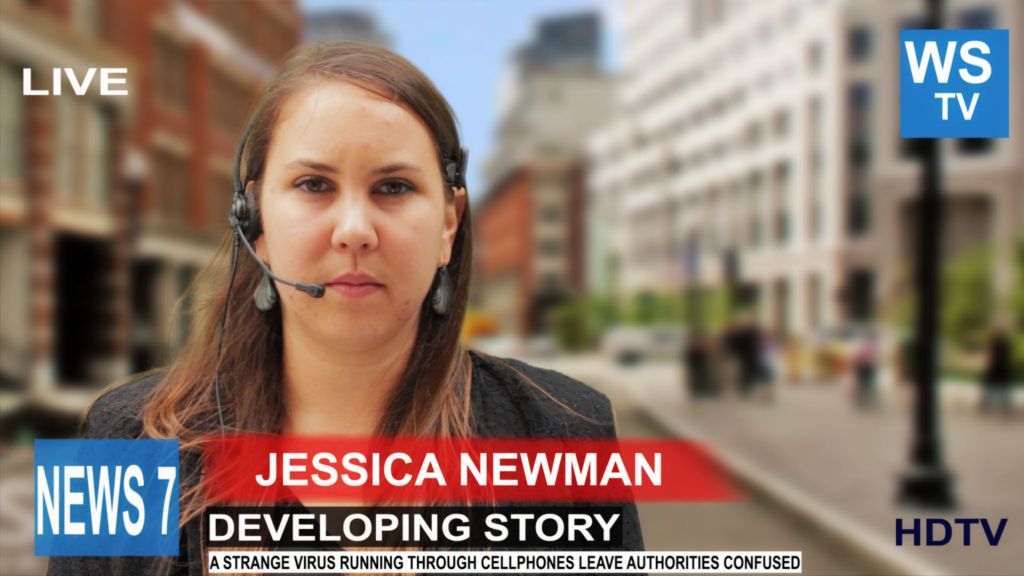 LIVE
WS
TV
JESSICA NEWMAN
NEWS 7
DEVELOPING STORY
HDTV
A STRANGE VIRUS RUNNING THROUGH CELLPHONES LEAVE AUTHORITIES CONFUSED